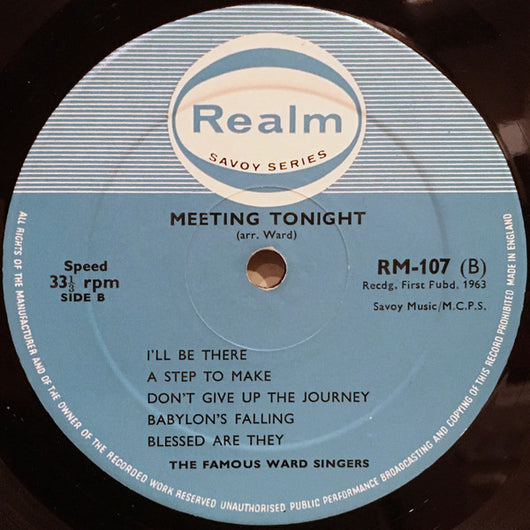 Realm
SAVOY SERIES
MEETING TONIGHT
(arr. Ward)
Speed
33⅓ rpm
SIDE B
RM-107 (B)
Recdg. First Pubd. 1963
Savoy Music/M.C.P.S.
I'LL BE THERE
A STEP TO MAKE
DON'T GIVE UP THE JOURNEY
BABYLON'S FALLING
BLESSED ARE THEY
THE FAMOUS WARD SINGERS
ALL RIGHTS OF THE MANUFACTURER AND OF THE OWNER OF THE RECORDED WORK RESERVED UNAUTHORISED PUBLIC PERFORMANCE BROADCASTING AND COPYING OF THIS RECORD PROHIBITED MADE IN ENGLAND